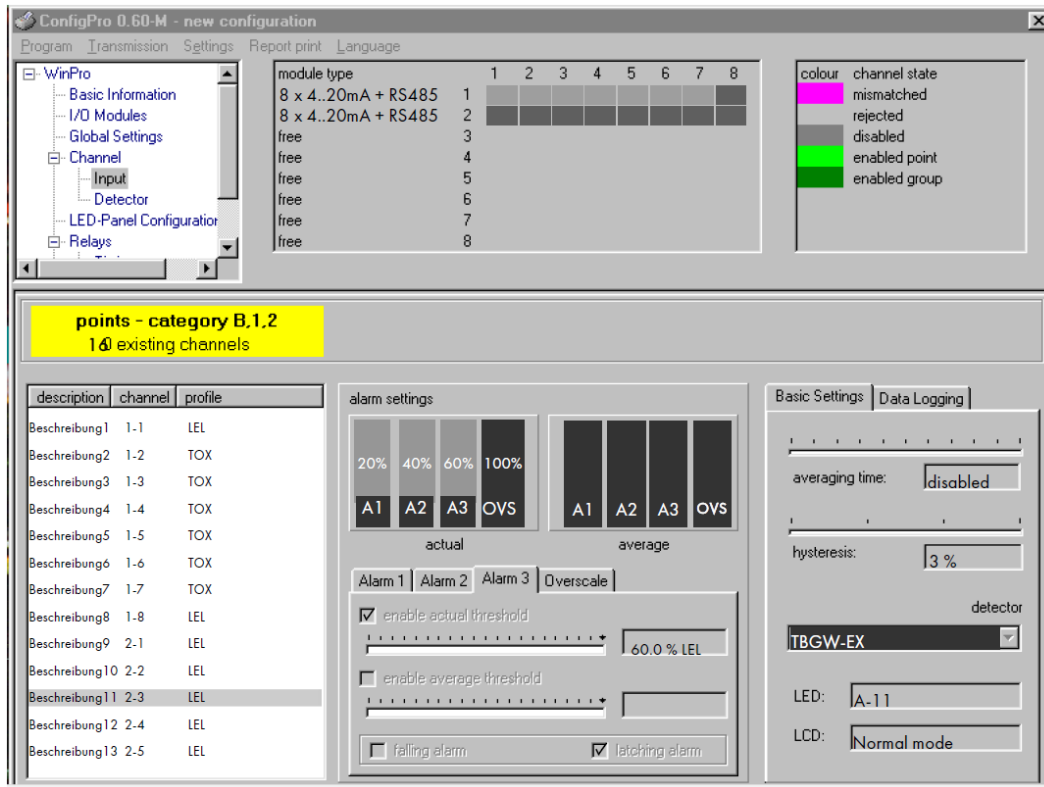 ConfigPro 0.60-M - new configuration
Program Transmission Settings Report print Language
WinPro
Basic Information
I/O Modules
Global Settings
Channel
Input
Detector
LED-Panel Configuration
Relays
module type 1 2 3 4 5 6 7 8
8 x 4..20mA + RS485 1
8 x 4..20mA + RS485 2
free 3
free 4
free 5
free 6
free 7
free 8
colour channel state
mismatched
rejected
disabled
enabled point
enabled group
points - category B,1,2
existing channels
description channel profile
Beschreibung1 1-1 LEL
Beschreibung2 1-2 TOX
Beschreibung3 1-3 TOX
Beschreibung4 1-4 TOX
Beschreibung5 1-5 TOX
Beschreibung6 1-6 TOX
Beschreibung7 1-7 TOX
Beschreibung8 1-8 LEL
Beschreibung9 2-1 LEL
Beschreibung10 2-2 LEL
Beschreibung11 2-3 LEL
Beschreibung12 2-4 LEL
Beschreibung13 2-5 LEL
alarm settings
20% 40% 60% 100%
A1 A2 A3 OVS
actual
A1 A2 A3 OVS
average
Alarm 1 Alarm 2 Alarm 3 Overscale
enable actual threshold
60.0 % LEL
enable average threshold
falling alarm latching alarm
Basic Settings Data Logging
averaging time: disabled
hysteresis: 3 %
detector
TBGW-EX
LED: A-11
LCD: Normal mode